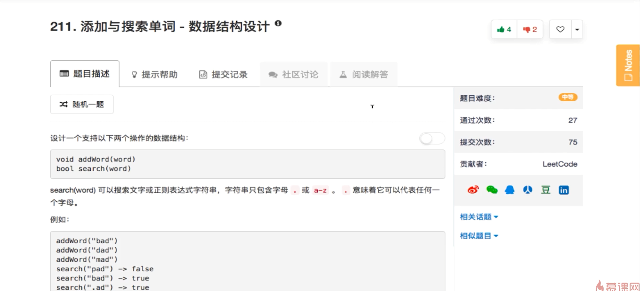 211. 添加与搜索单词 - 数据结构设计
4
2
Notes
题目描述
提示帮助
提交记录
社区讨论
阅读解答
随机一题
题目难度：
中等
通过次数：
27
提交次数：
75
贡献者：
LeetCode
相关话题
相似题目
设计一个支持以下两个操作的数据结构：
void addWord(word)
bool search(word)
search(word) 可以搜索文字或正则表达式字符串，字符串只包含字母 . 或 a-z 。 . 意味着它可以代表任何一
个字母。
例如:
addWord("bad")
addWord("dad")
addWord("mad")
search("pad") -> false
search("bad") -> true
search(".ad") -> true
慕课网